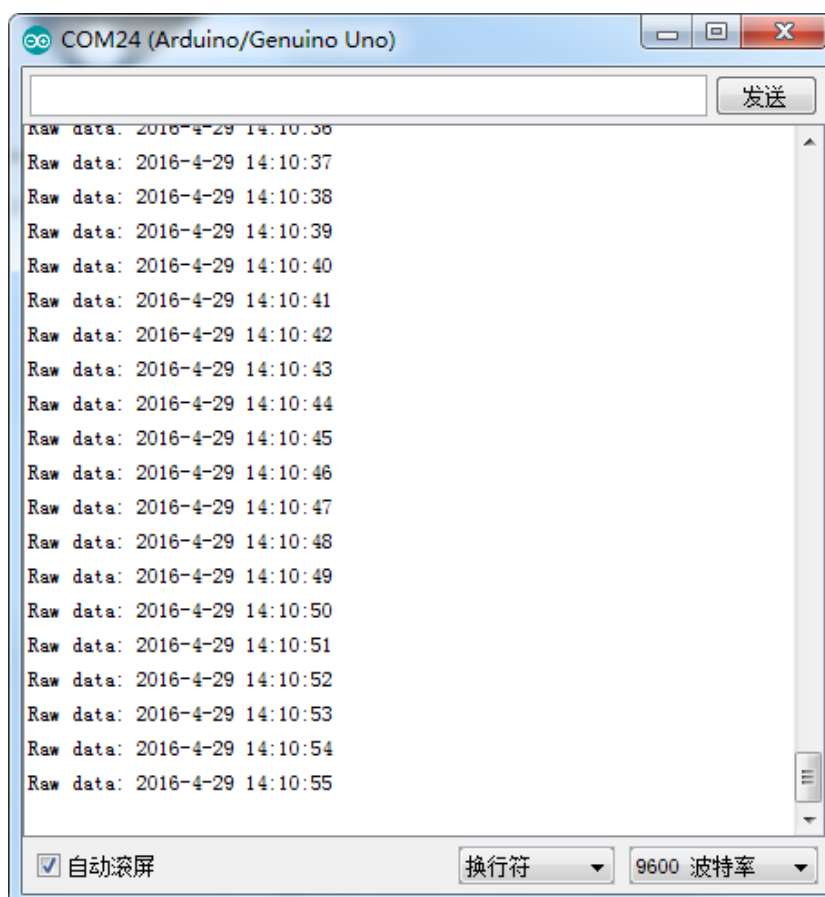 COM24 (Arduino/Genuino Uno)
发送
Raw data: 2016-4-29 14:10:36
Raw data: 2016-4-29 14:10:37
Raw data: 2016-4-29 14:10:38
Raw data: 2016-4-29 14:10:39
Raw data: 2016-4-29 14:10:40
Raw data: 2016-4-29 14:10:41
Raw data: 2016-4-29 14:10:42
Raw data: 2016-4-29 14:10:43
Raw data: 2016-4-29 14:10:44
Raw data: 2016-4-29 14:10:45
Raw data: 2016-4-29 14:10:46
Raw data: 2016-4-29 14:10:47
Raw data: 2016-4-29 14:10:48
Raw data: 2016-4-29 14:10:49
Raw data: 2016-4-29 14:10:50
Raw data: 2016-4-29 14:10:51
Raw data: 2016-4-29 14:10:52
Raw data: 2016-4-29 14:10:53
Raw data: 2016-4-29 14:10:54
Raw data: 2016-4-29 14:10:55
自动滚屏 换行符 9600 波特率